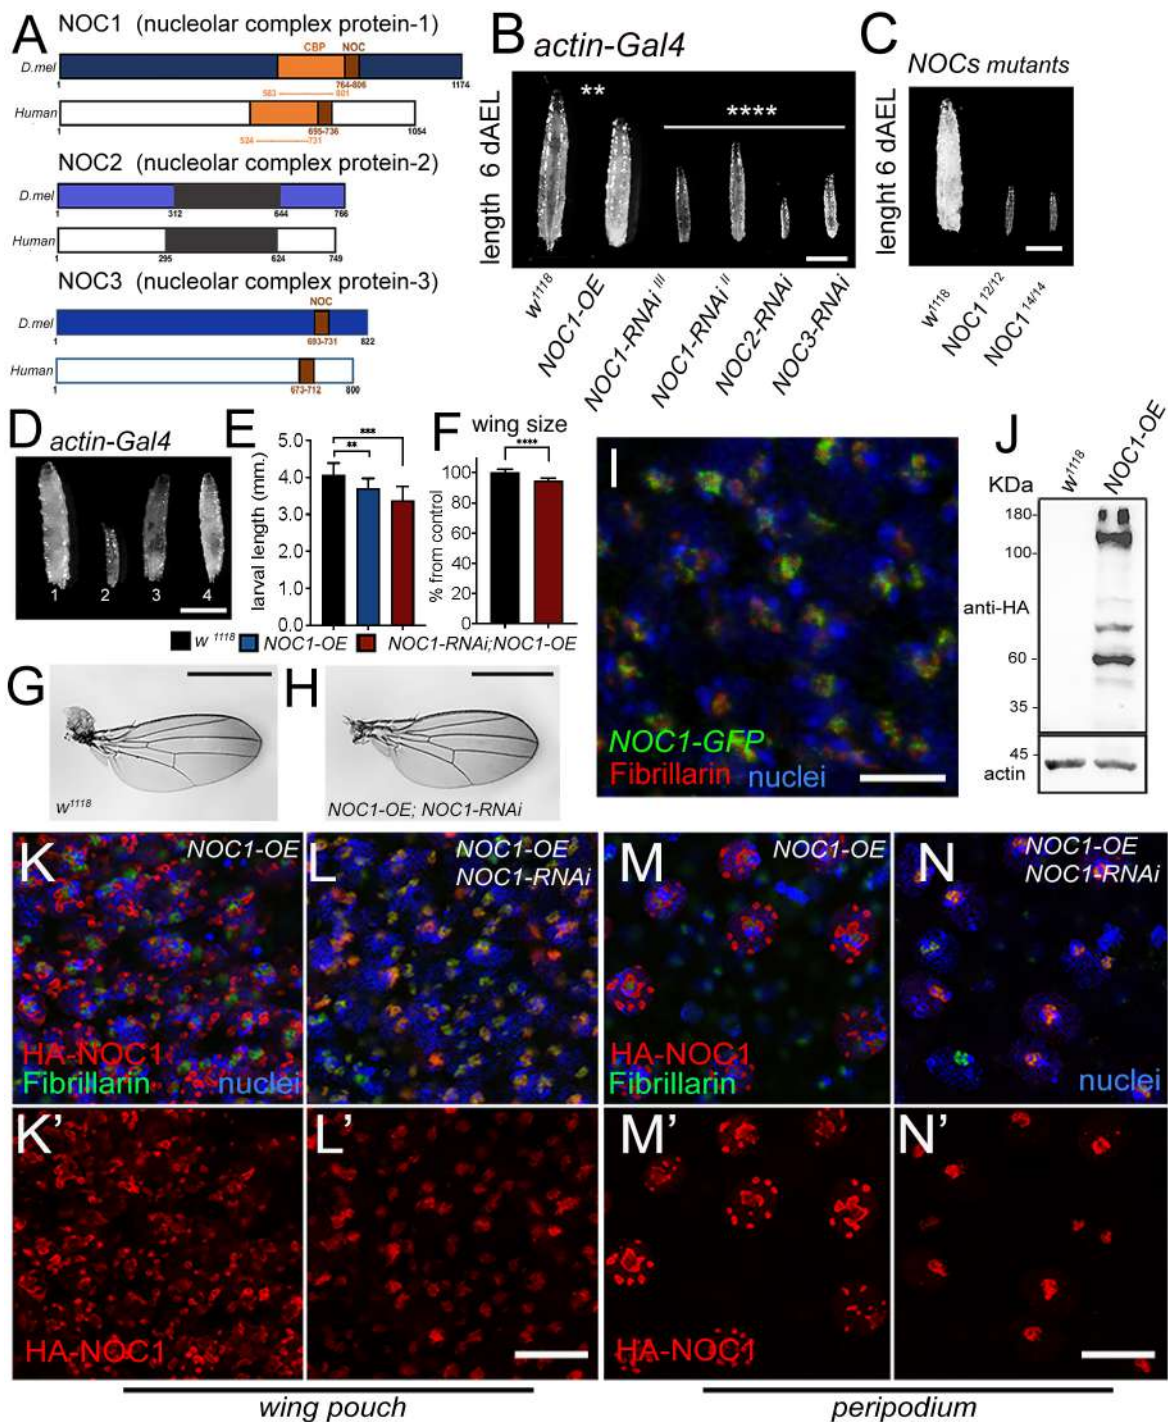 A
NOC1 (nucleolar complex protein-1)
CBP NOC
D.mel
1 764-806 1174
583 801
Human
1 695-736 1054
524 731
NOC2 (nucleolar complex protein-2)
D.mel
1 312 644 766
Human
1 295 624 749
NOC3 (nucleolar complex protein-3)
NOC
D.mel
1 693-731 822
Human
1 673-712 800
B actin-Gal4
** ****
length 6 dAEL
w1118
NOC1-OE
NOC1-RNAi III
NOC1-RNAi II
NOC2-RNAi
NOC3-RNAi
C
NOCs mutants
lenght 6 dAEL
w1118
NOC1 12/12
NOC1 14/14
D actin-Gal4
1 2 3 4
E
larval length (mm.)
5.0
4.0
3.0
2.0
1.0
0.0
***
**
F wing size
****
% from control
100
80
60
40
20
0
w 1118 NOC1-OE NOC1-RNAi;NOC1-OE
G
w1118
H
NOC1-OE; NOC1-RNAi
I
NOC1-GFP
Fibrillarin nuclei
J
w1118
NOC1-OE
KDa
180-
100
anti-HA
60
35
45
actin
K NOC1-OE
HA-NOC1
Fibrillarin nuclei
L NOC1-OE
NOC1-RNAi
M NOC1-OE
HA-NOC1
Fibrillarin
N NOC1-OE
NOC1-RNAi
nuclei
K'
HA-NOC1
L'
M'
HA-NOC1
N'
wing pouch
peripodium